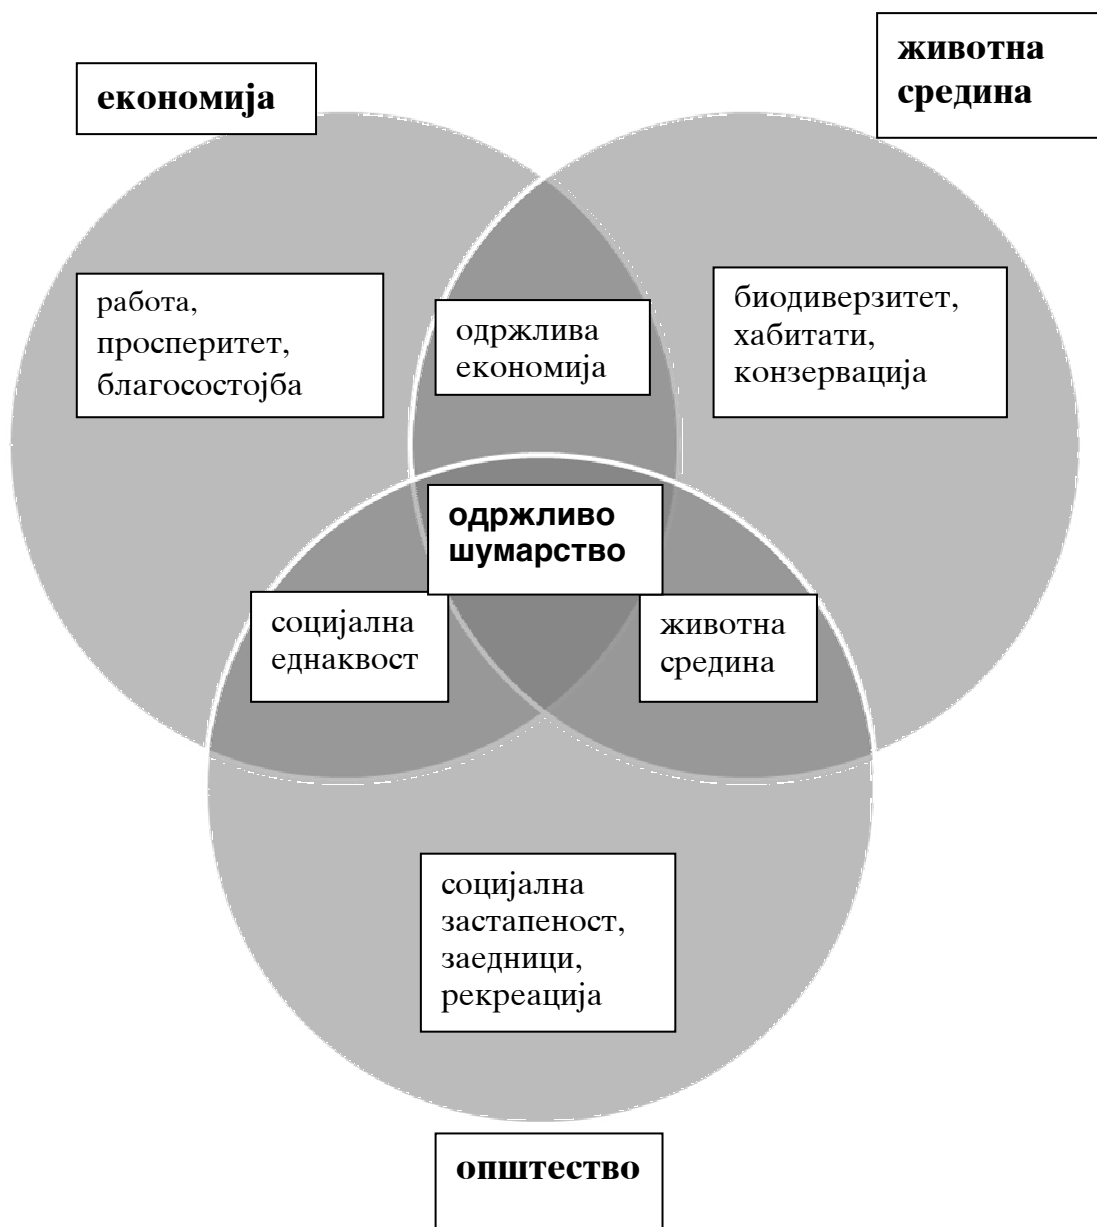 економија
животна
средина
работа,
просперитет,
благосостојба
одржлива
економија
биодиверзитет,
хабитати,
конзервација
одржливо
шумарство
социјална
еднаквост
животна
средина
социјална
застапеност,
заедници,
рекреација
општество